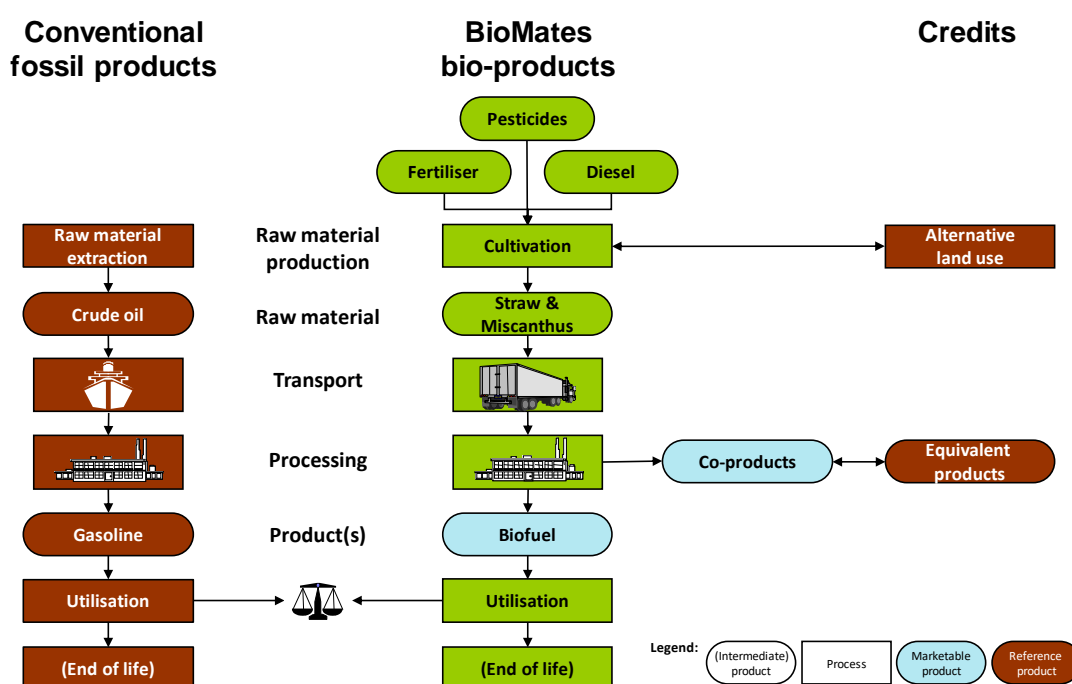 Conventional
fossil products
BioMates
bio-products
Credits
Pesticides
Fertiliser
Diesel
Raw material
extraction
Raw material
production
Cultivation
Alternative
land use
Crude oil
Raw material
Straw &
Miscanthus
Transport
Processing
Co-products
Equivalent
products
Gasoline
Product(s)
Biofuel
Utilisation
Utilisation
(End of life)
(End of life)
Legend:
(Intermediate)
product
Process
Marketable
product
Reference
product